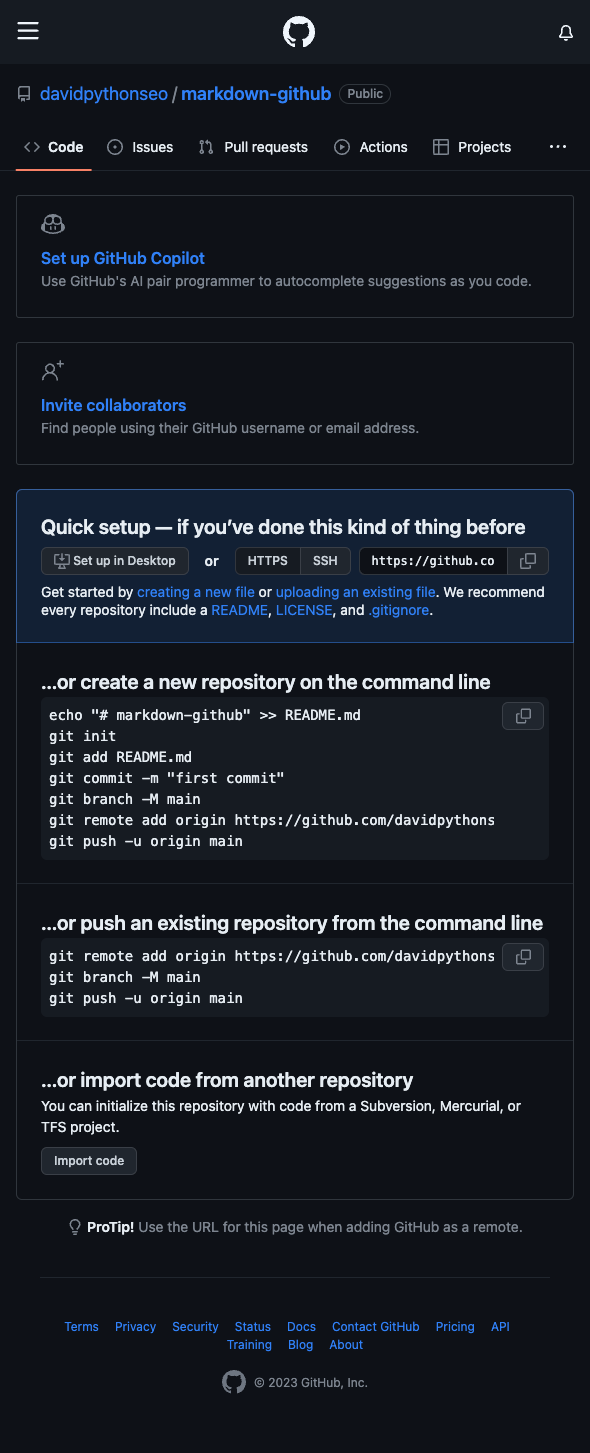 davidpythonseo / markdown-github Public
Code Issues Pull requests Actions Projects ...
Set up GitHub Copilot
Use GitHub's AI pair programmer to autocomplete suggestions as you code.
Invite collaborators
Find people using their GitHub username or email address.
Quick setup — if you’ve done this kind of thing before
Set up in Desktop or HTTPS SSH https://github.co
Get started by creating a new file or uploading an existing file. We recommend
every repository include a README, LICENSE, and .gitignore.
…or create a new repository on the command line
echo "# markdown-github" >> README.md
git init
git add README.md
git commit -m "first commit"
git branch -M main
git remote add origin https://github.com/davidpythons
git push -u origin main
…or push an existing repository from the command line
git remote add origin https://github.com/davidpythons
git branch -M main
git push -u origin main
…or import code from another repository
You can initialize this repository with code from a Subversion, Mercurial, or
TFS project.
Import code
ProTip! Use the URL for this page when adding GitHub as a remote.
Terms Privacy Security Status Docs Contact GitHub Pricing API
Training Blog About
© 2023 GitHub, Inc.